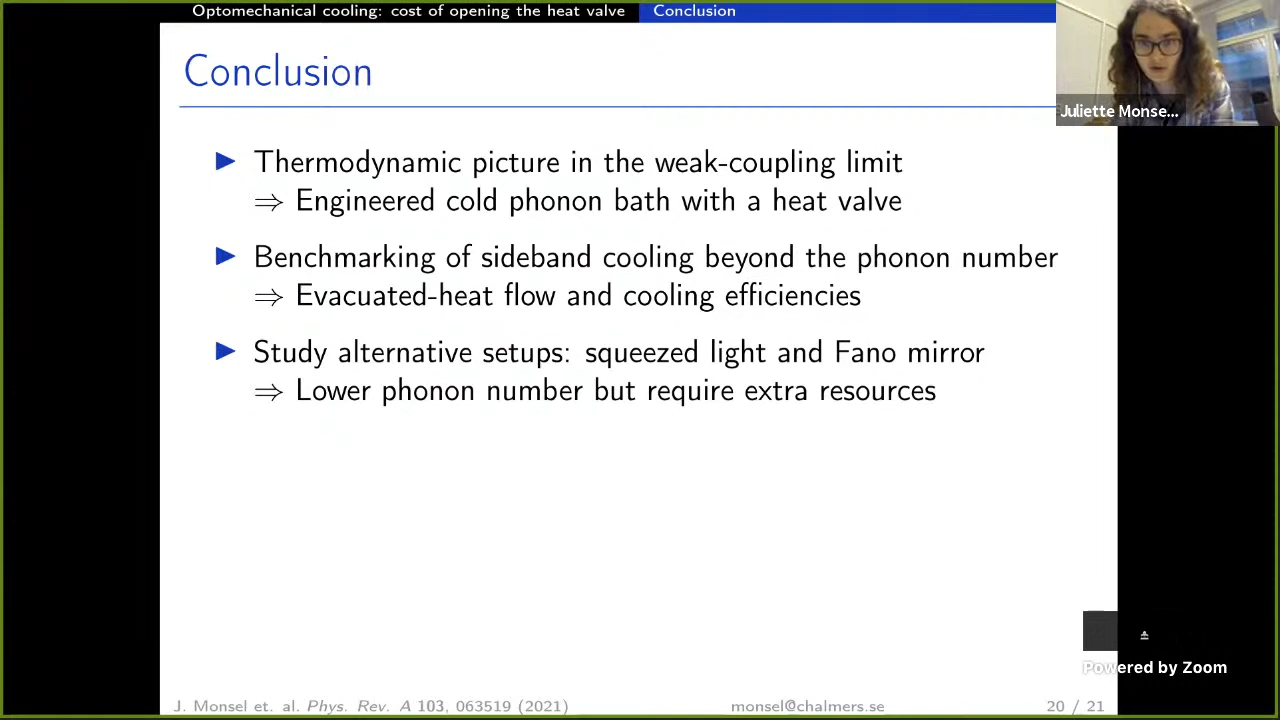 Optomechanical cooling: cost of opening the heat valve
Conclusion
Conclusion
Juliette Monse...
▶ Thermodynamic picture in the weak-coupling limit
⇒ Engineered cold phonon bath with a heat valve
▶ Benchmarking of sideband cooling beyond the phonon number
⇒ Evacuated-heat flow and cooling efficiencies
▶ Study alternative setups: squeezed light and Fano mirror
⇒ Lower phonon number but require extra resources
Powered by Zoom
J. Monsel et. al. Phys. Rev. A 103, 063519 (2021)
monsel@chalmers.se
20 / 21